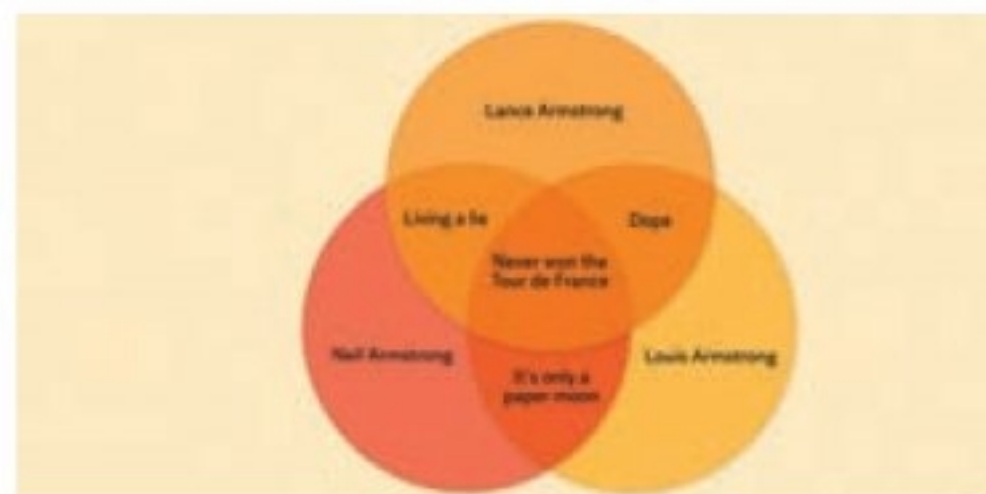 Lance Armstrong
Living a lie
Dope
Never won the
Tour de France
Neil Armstrong
Louis Armstrong
It's only a
paper moon